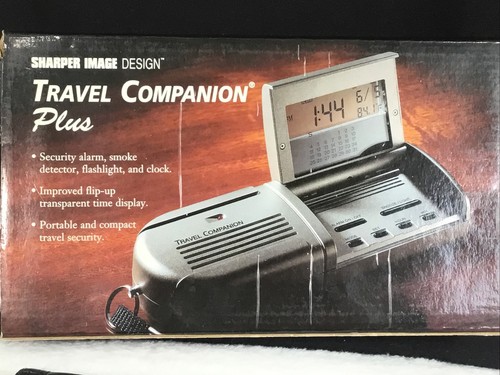 SHARPER IMAGE DESIGN™
TRAVEL COMPANION®
Plus
• Security alarm, smoke
detector, flashlight, and clock.
• Improved flip-up
transparent time display.
• Portable and compact
travel security.
1:44
TRAVEL COMPANION